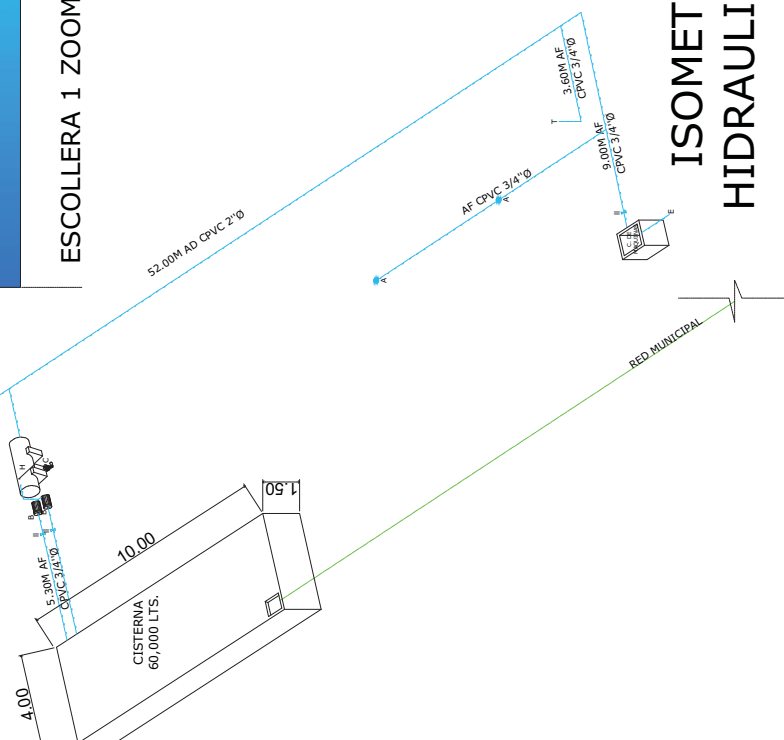 ESCOLLERA 1 ZOOM
ISOMET
HIDRAULI
3.60M AF
CPVC 3/4"Ø
T
9.00M AF
CPVC 3/4"Ø
AF CPVC 3/4"Ø
A
A
52.00M AD CPVC 2"Ø
E
RED MUNICIPAL
H
C
B
5.30M AF
CPVC 3/4"Ø
10.00
1.50
4.00
CISTERNA
60,000 LTS.